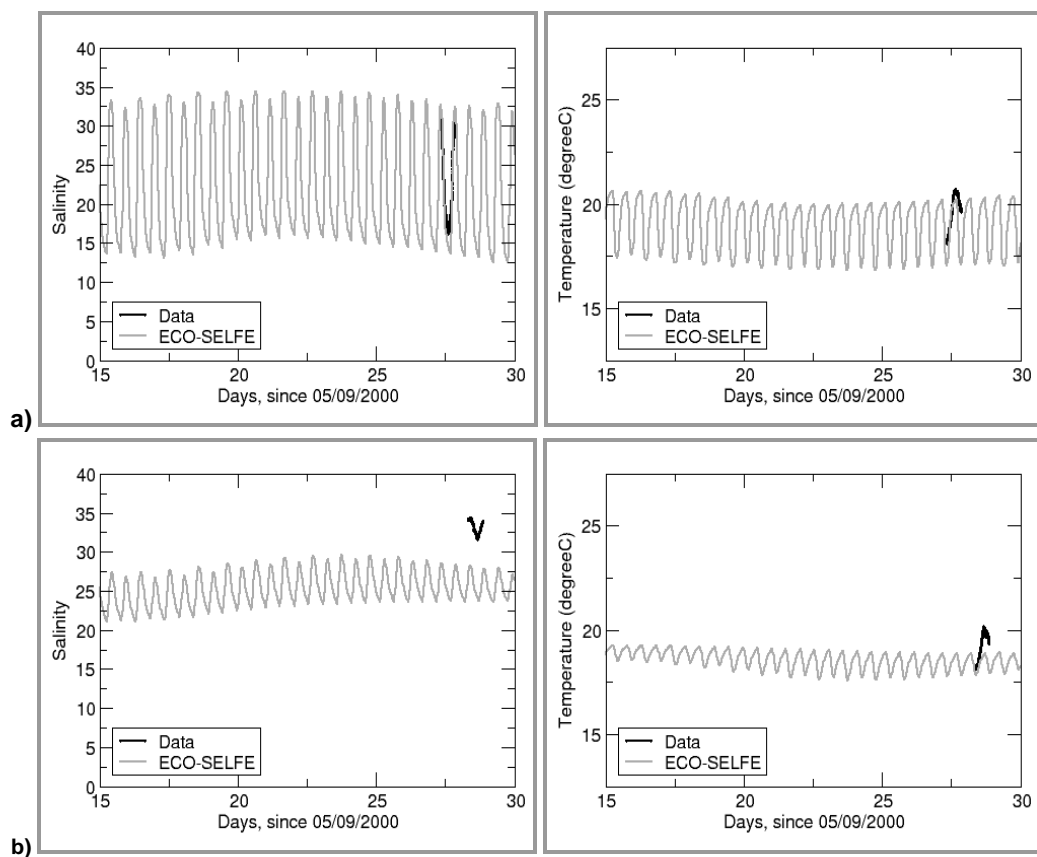 40
35
30
25
20
15
10
5
0
Salinity
Data
ECO-SELFE
15
20
25
30
Days, since 05/09/2000
25
20
15
Temperature (degreeC)
Data
ECO-SELFE
15
20
25
30
Days, since 05/09/2000
a)
40
35
30
25
20
15
10
5
0
Salinity
Data
ECO-SELFE
15
20
25
30
Days, since 05/09/2000
25
20
15
Temperature (degreeC)
Data
ECO-SELFE
15
20
25
30
Days, since 05/09/2000
b)